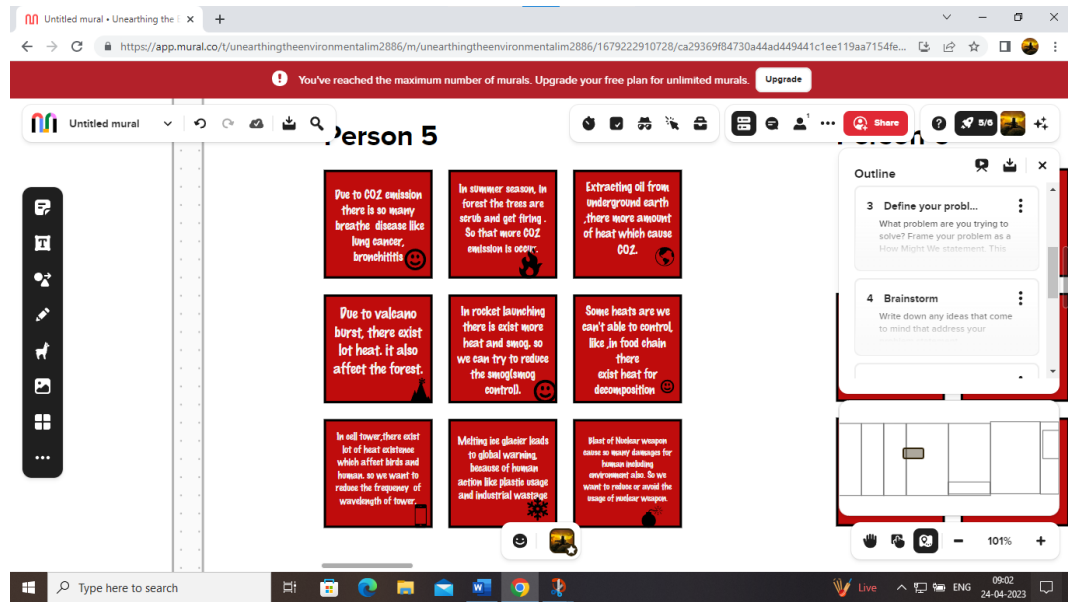 Untitled mural • Unearthing the
https://app.mural.co/t/unearthingtheenvironmentalim2886/m/unearthingtheenvironmentalim2886/1679222910728/ca29369f84730a44ad449441c1ee119aa7154fe...
You've reached the maximum number of murals. Upgrade your free plan for unlimited murals.
Upgrade
Untitled mural
Share
5/6
Person 5
Due to CO2 emission
there is so many
breathe disease like
lung cancer,
bronchititis
In summer season, in
forest the trees are
scrub and get firing .
So that more CO2
emission is occur.
Extracting oil from
underground earth
,there more amount
of heat which cause
CO2.
Due to valcano
burst, there exist
lot heat. it also
affect the forest.
In rocket launching
there is exist more
heat and smog. so
we can try to reduce
the smog(smog
control).
Some heats are we
can't able to control,
like ,in food chain
there
exist heat for
decomposition
In cell tower,there exist
lot of heat existence
which affect birds and
human. so we want to
reduce the frequency of
wavelength of tower.
Melting ice glacier leads
to global warning,
because of human
action like plastic usage
and industrial wastage
Blast of Nuclear weapon
cause so many damages for
human including
environment also. So we
want to reduce or avoid the
usage of nuclear weapon.
Outline
3 Define your probl...
What problem are you trying to
solve? Frame your problem as a
How Might We statement. This
4 Brainstorm
Write down any ideas that come
to mind that address your
101%
Type here to search
Live
ENG
09:02
24-04-2023